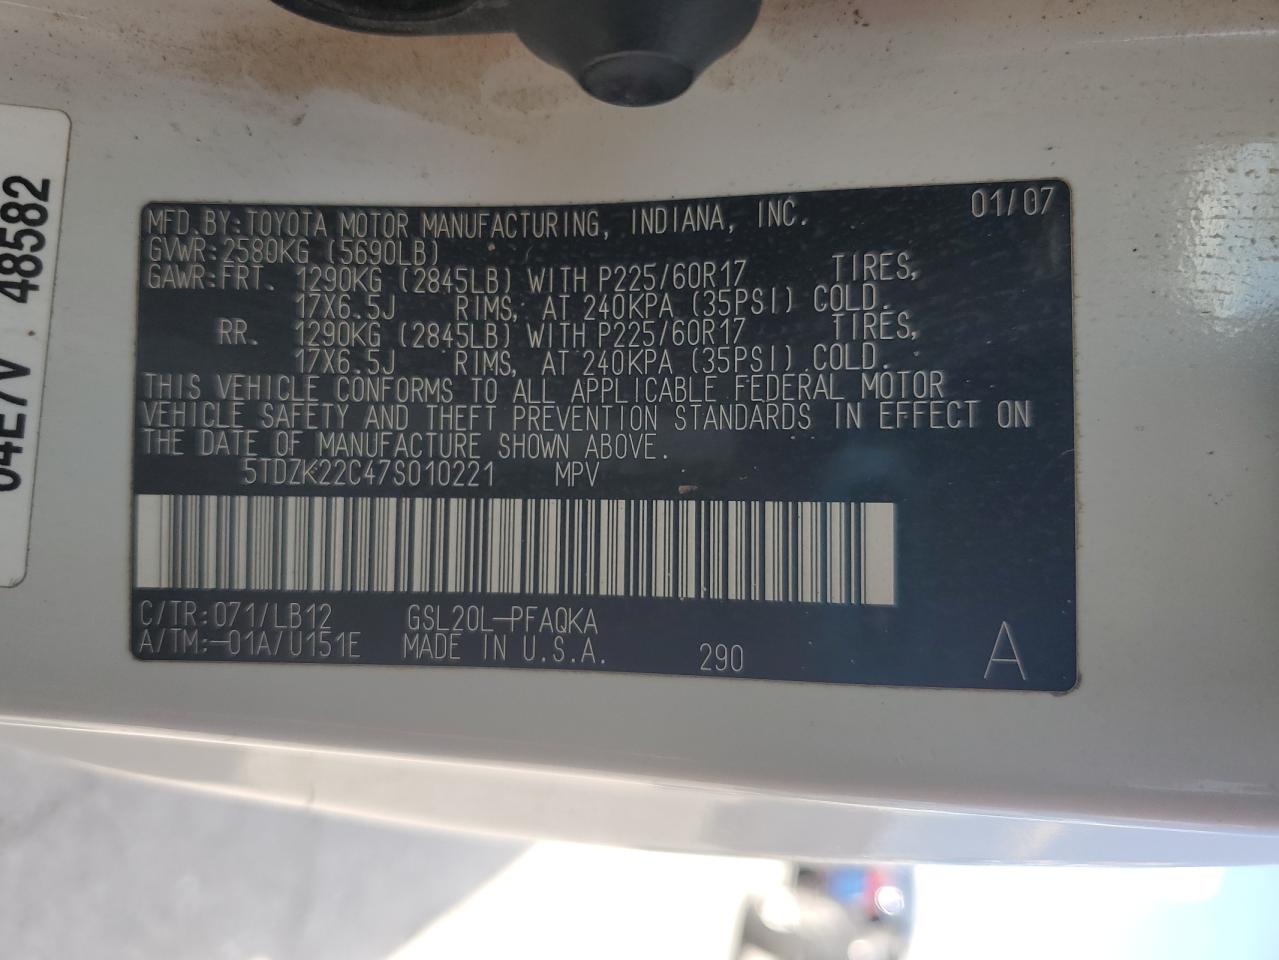 MFD.BY:TOYOTA MOTOR MANUFACTURING, INDIANA, INC. 01/07
GVWR:2580KG (5690LB)
GAWR:FRT. 1290KG (2845LB) WITH P225/60R17 TIRES,
17X6.5J RIMS, AT 240KPA (35PSI) COLD.
RR. 1290KG (2845LB) WITH P225/60R17 TIRES,
17X6.5J RIMS, AT 240KPA (35PSI) COLD.
THIS VEHICLE CONFORMS TO ALL APPLICABLE FEDERAL MOTOR
VEHICLE SAFETY AND THEFT PREVENTION STANDARDS IN EFFECT ON
THE DATE OF MANUFACTURE SHOWN ABOVE.
5TDZK22C47S010221 MPV
C/TR:071/LB12 GSL20L-PFAQKA
A/TM:-01A/U151E MADE IN U.S.A. 290 A
04E7V 48582